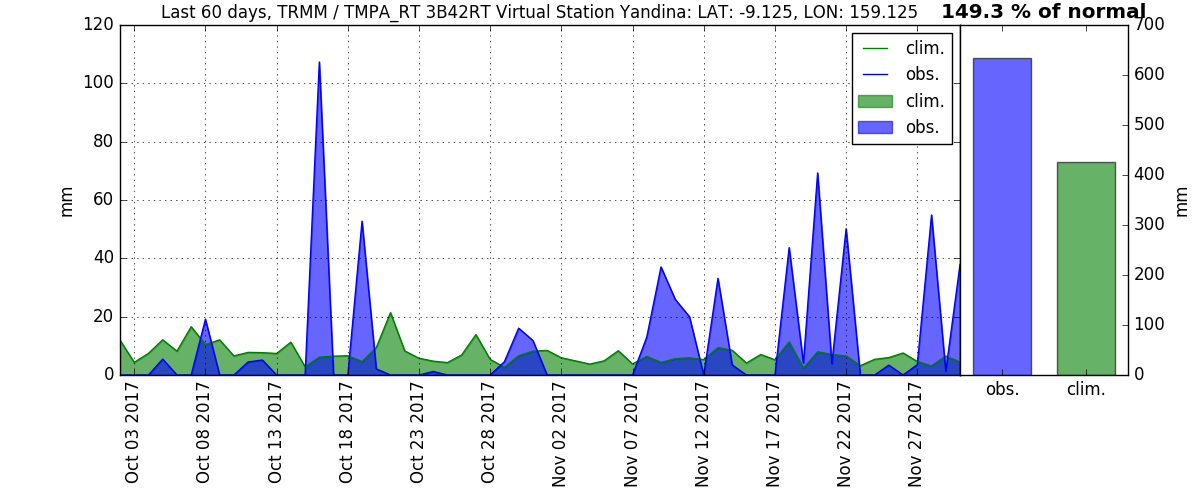 Last 60 days, TRMM / TMPA_RT 3B42RT Virtual Station Yandina: LAT: -9.125, LON: 159.125
149.3 % of normal
120
100
80
60
40
20
0
mm
clim.
obs.
clim.
obs.
700
600
500
400
300
200
100
0
mm
obs.
clim.
Oct 03 2017
Oct 08 2017
Oct 13 2017
Oct 18 2017
Oct 23 2017
Oct 28 2017
Nov 02 2017
Nov 07 2017
Nov 12 2017
Nov 17 2017
Nov 22 2017
Nov 27 2017